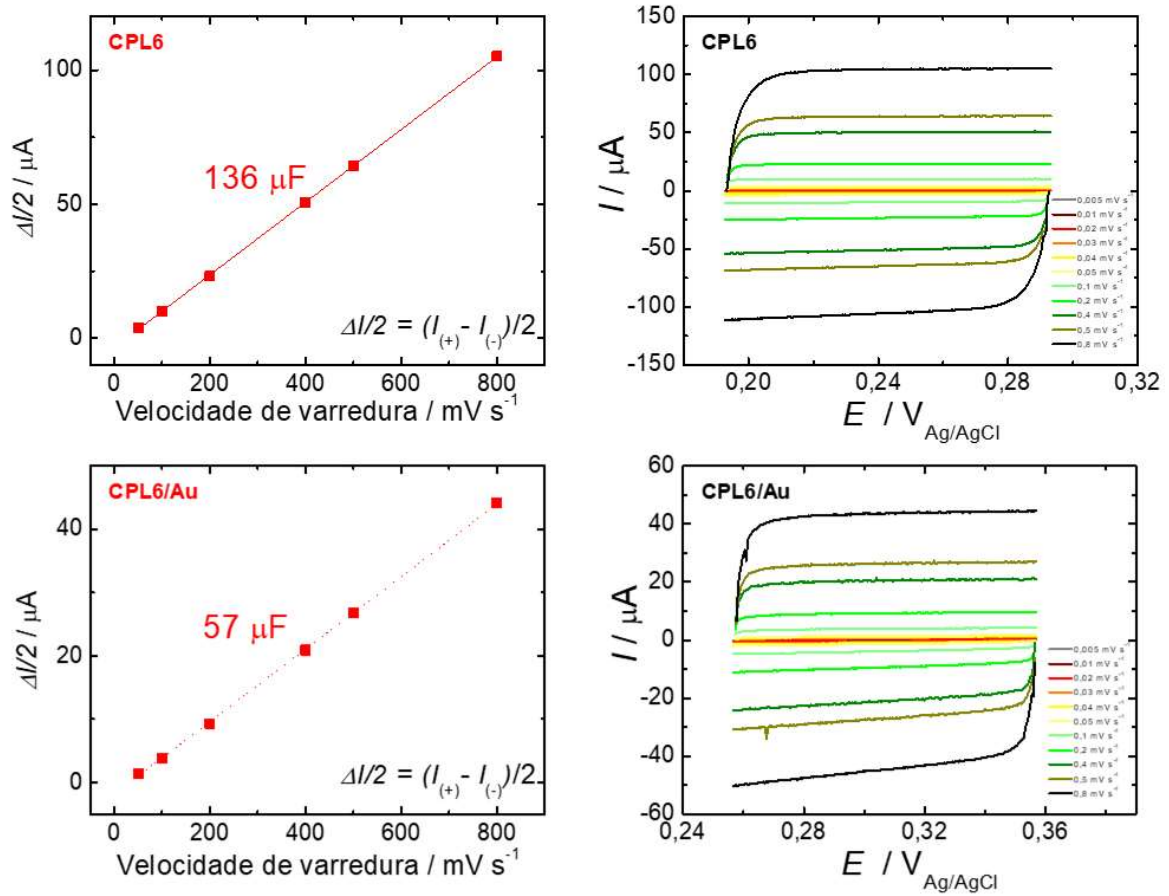 CPL6
100
50
0
ΔI/2 / μA
136 μF
ΔI/2 = (I(+)- I(-))/2
0 200 400 600 800
Velocidade de varredura / mV s-1
CPL6
150
100
50
0
-50
-100
-150
I / μA
0,005 mV s-1
0,01 mV s-1
0,02 mV s-1
0,03 mV s-1
0,04 mV s-1
0,05 mV s-1
0,1 mV s-1
0,2 mV s-1
0,4 mV s-1
0,5 mV s-1
0,8 mV s-1
0,20 0,24 0,28 0,32
E / V Ag/AgCl
CPL6/Au
40
20
0
ΔI/2 / μA
57 μF
ΔI/2 = (I(+)- I(-))/2
0 200 400 600 800
Velocidade de varredura / mV s-1
CPL6/Au
60
40
20
0
-20
-40
-60
I / μA
0,005 mV s-1
0,01 mV s-1
0,02 mV s-1
0,03 mV s-1
0,04 mV s-1
0,05 mV s-1
0,1 mV s-1
0,2 mV s-1
0,4 mV s-1
0,5 mV s-1
0,8 mV s-1
0,24 0,28 0,32 0,36
E / V Ag/AgCl